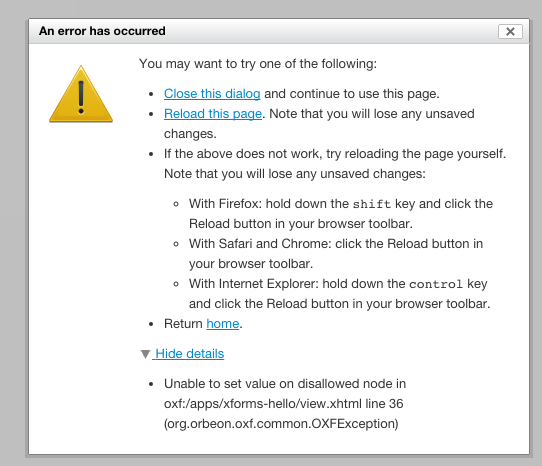 An error has occurred
You may want to try one of the following:
• Close this dialog and continue to use this page.
• Reload this page. Note that you will lose any unsaved
changes.
• If the above does not work, try reloading the page yourself.
Note that you will lose any unsaved changes:
◦ With Firefox: hold down the shift key and click the
Reload button in your browser toolbar.
◦ With Safari and Chrome: click the Reload button in
your browser toolbar.
◦ With Internet Explorer: hold down the control key
and click the Reload button in your browser toolbar.
• Return home.
▼ Hide details
• Unable to set value on disallowed node in
oxf:/apps/xforms-hello/view.xhtml line 36
(org.orbeon.oxf.common.OXFException)